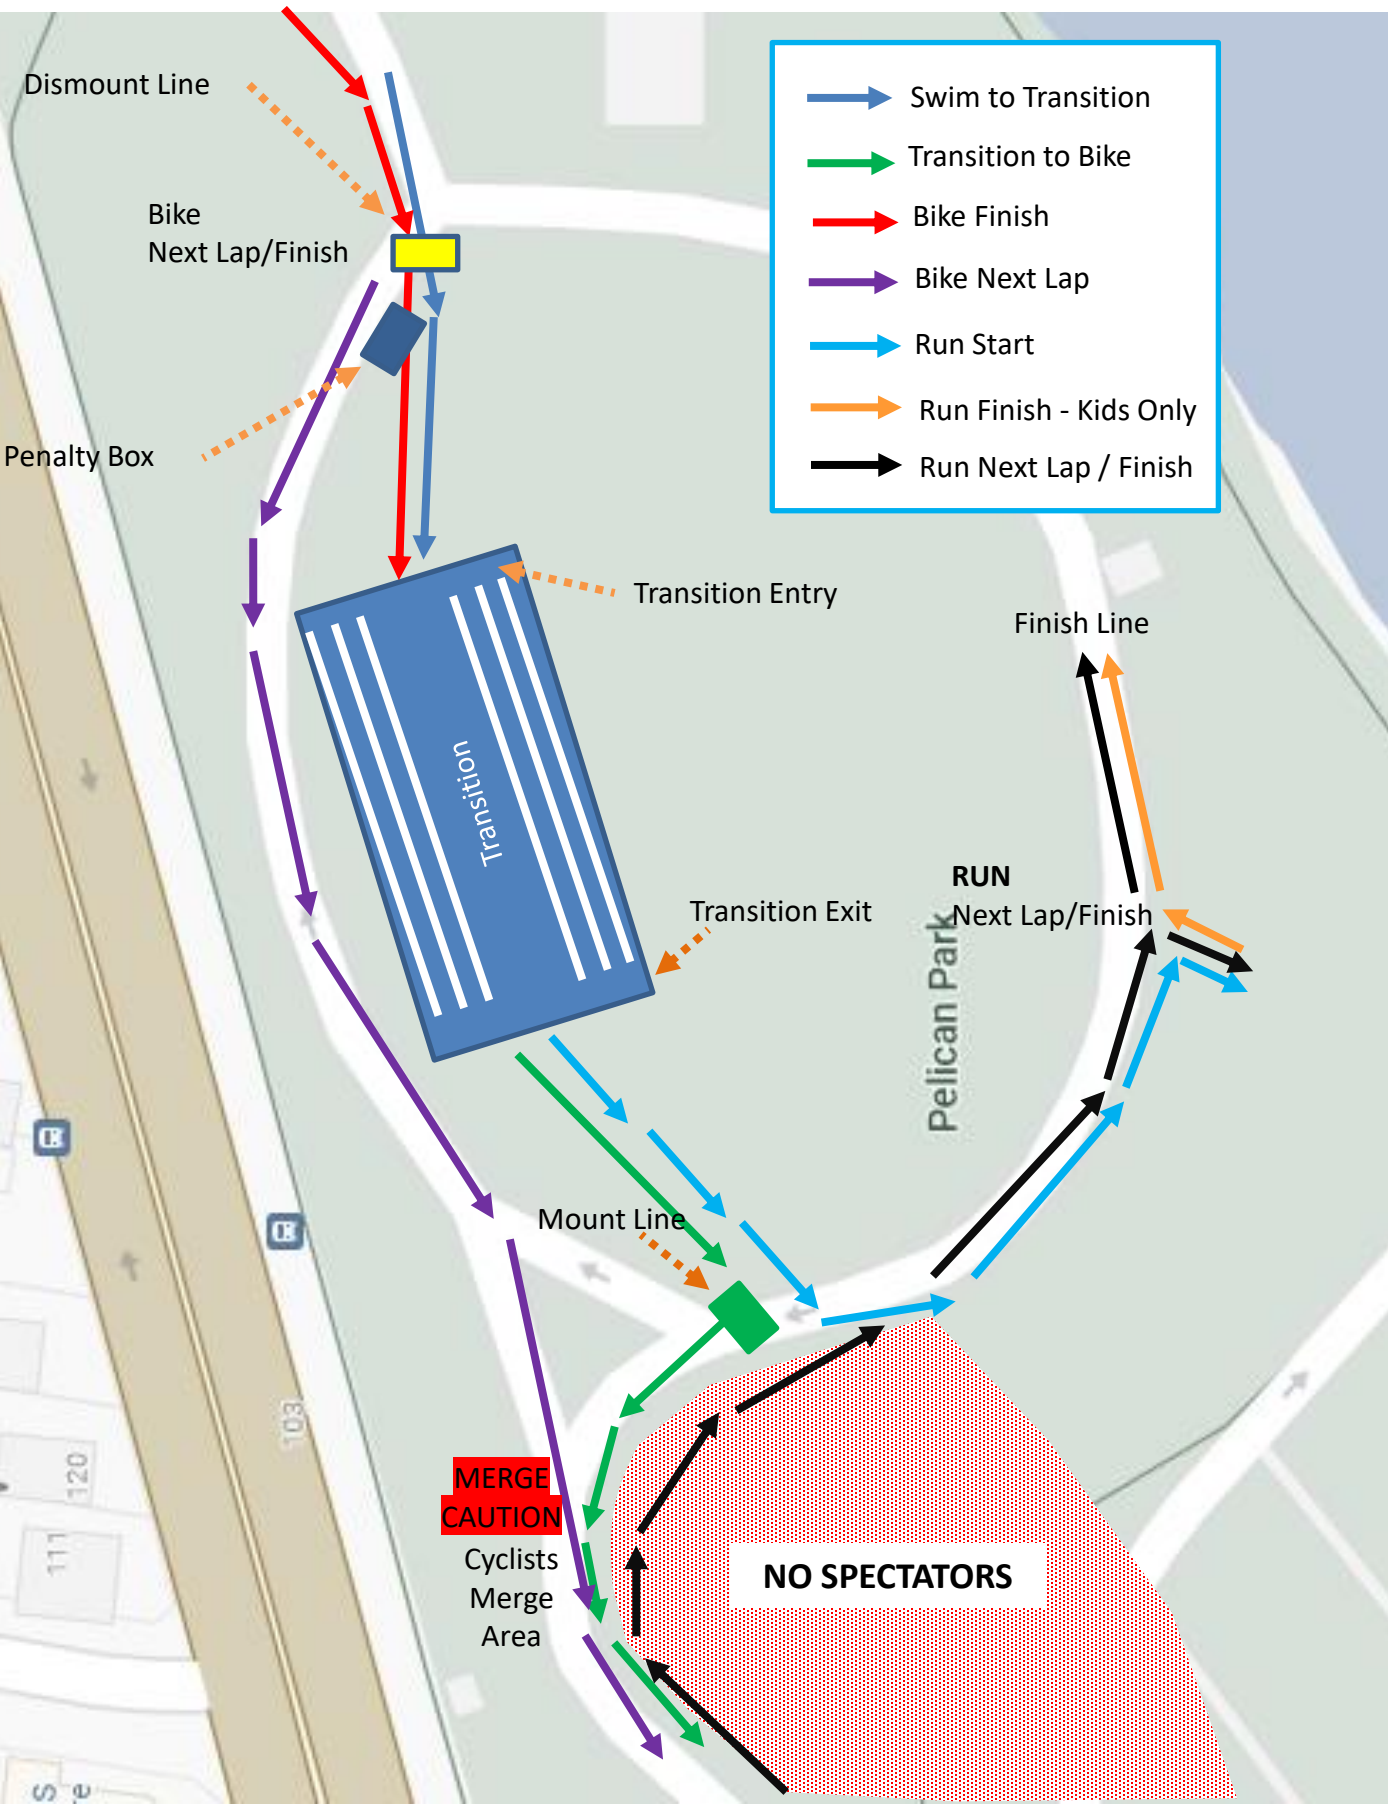 Dismount Line
Bike
Next Lap/Finish
Penalty Box
Swim to Transition
Transition to Bike
Bike Finish
Bike Next Lap
Run Start
Run Finish - Kids Only
Run Next Lap / Finish
Transition Entry
Finish Line
Transition
RUN
Next Lap/Finish
Transition Exit
Pelican Park
Mount Line
103
120
111
MERGE
CAUTION
Cyclists
Merge
Area
NO SPECTATORS